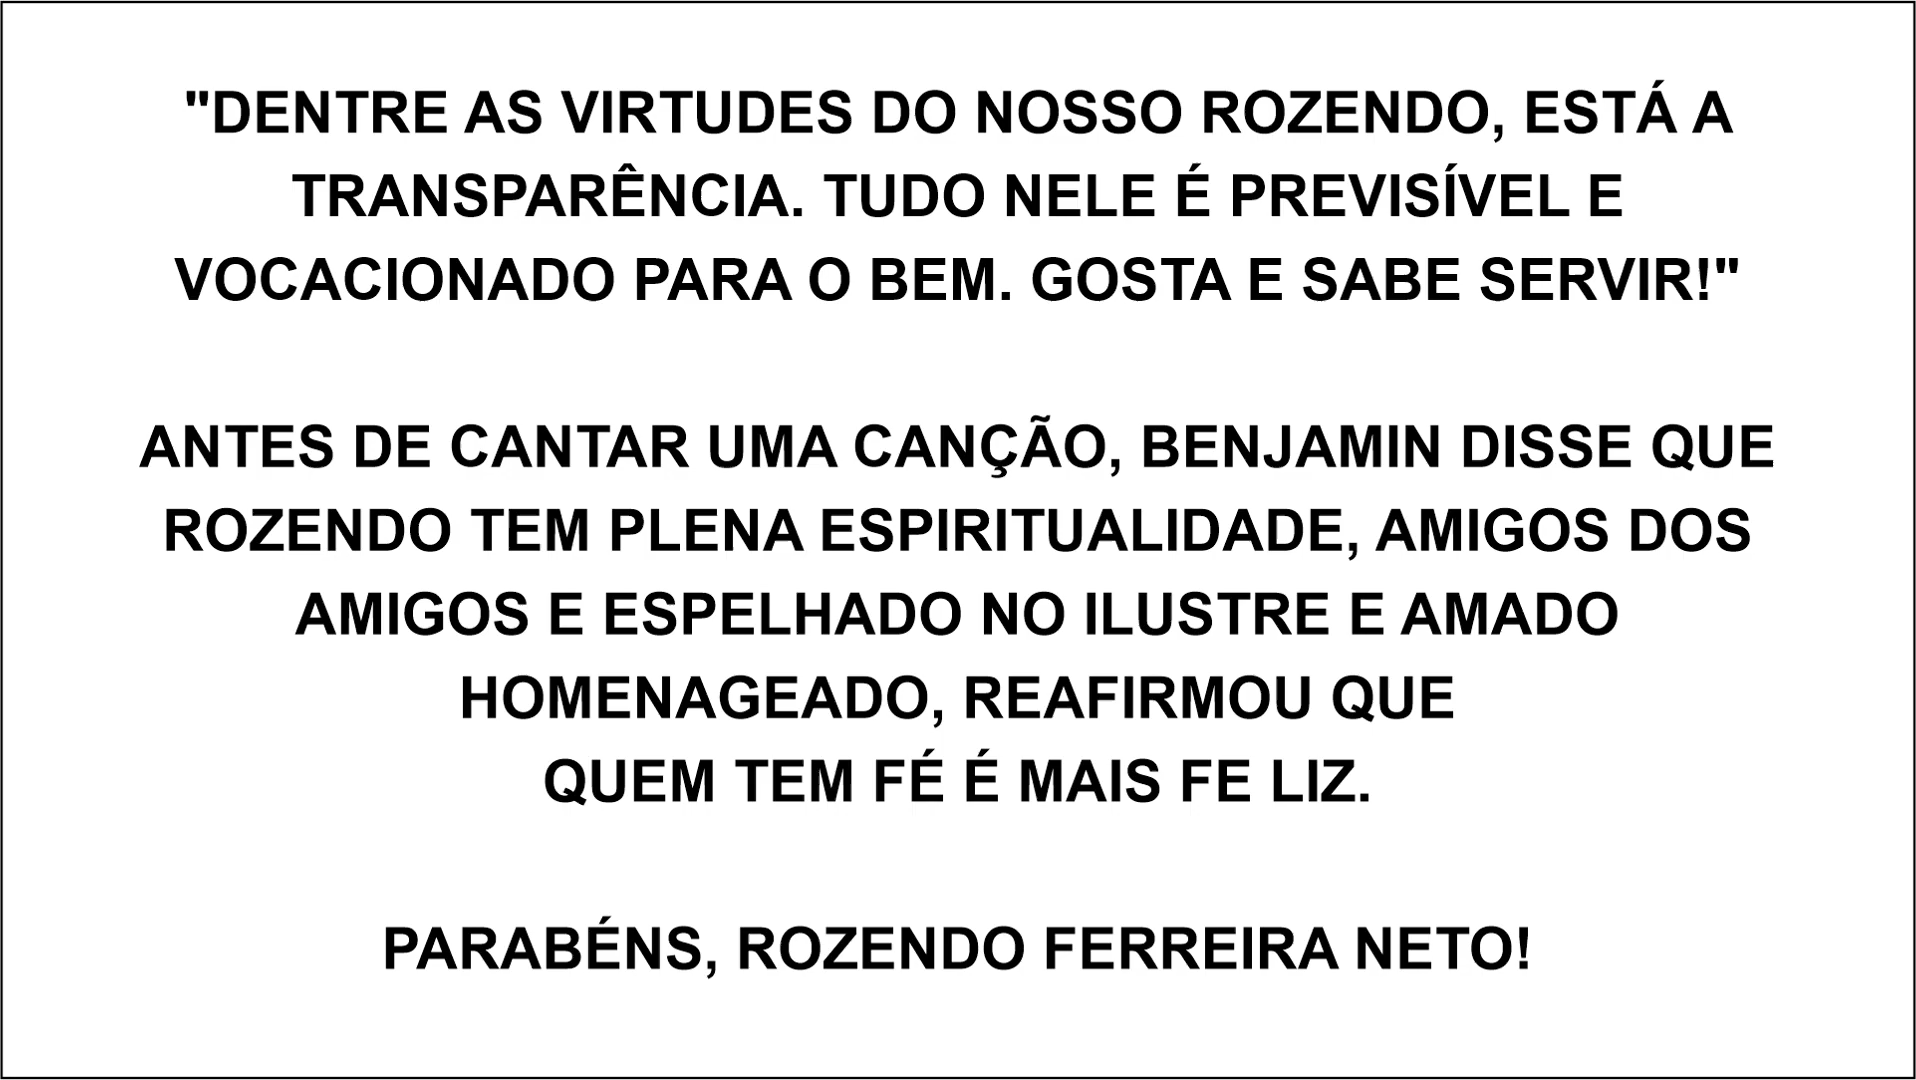 "DENTRE AS VIRTUDES DO NOSSO ROZENDO, ESTÁ A
TRANSPARÊNCIA. TUDO NELE É PREVISÍVEL E
VOCACIONADO PARA O BEM. GOSTA E SABE SERVIR!"
ANTES DE CANTAR UMA CANÇÃO, BENJAMIN DISSE QUE
ROZENDO TEM PLENA ESPIRITUALIDADE, AMIGOS DOS
AMIGOS E ESPELHADO NO ILUSTRE E AMADO
HOMENAGEADO, REAFIRMOU QUE
QUEM TEM FÉ É MAIS FE LIZ.
PARABÉNS, ROZENDO FERREIRA NETO!